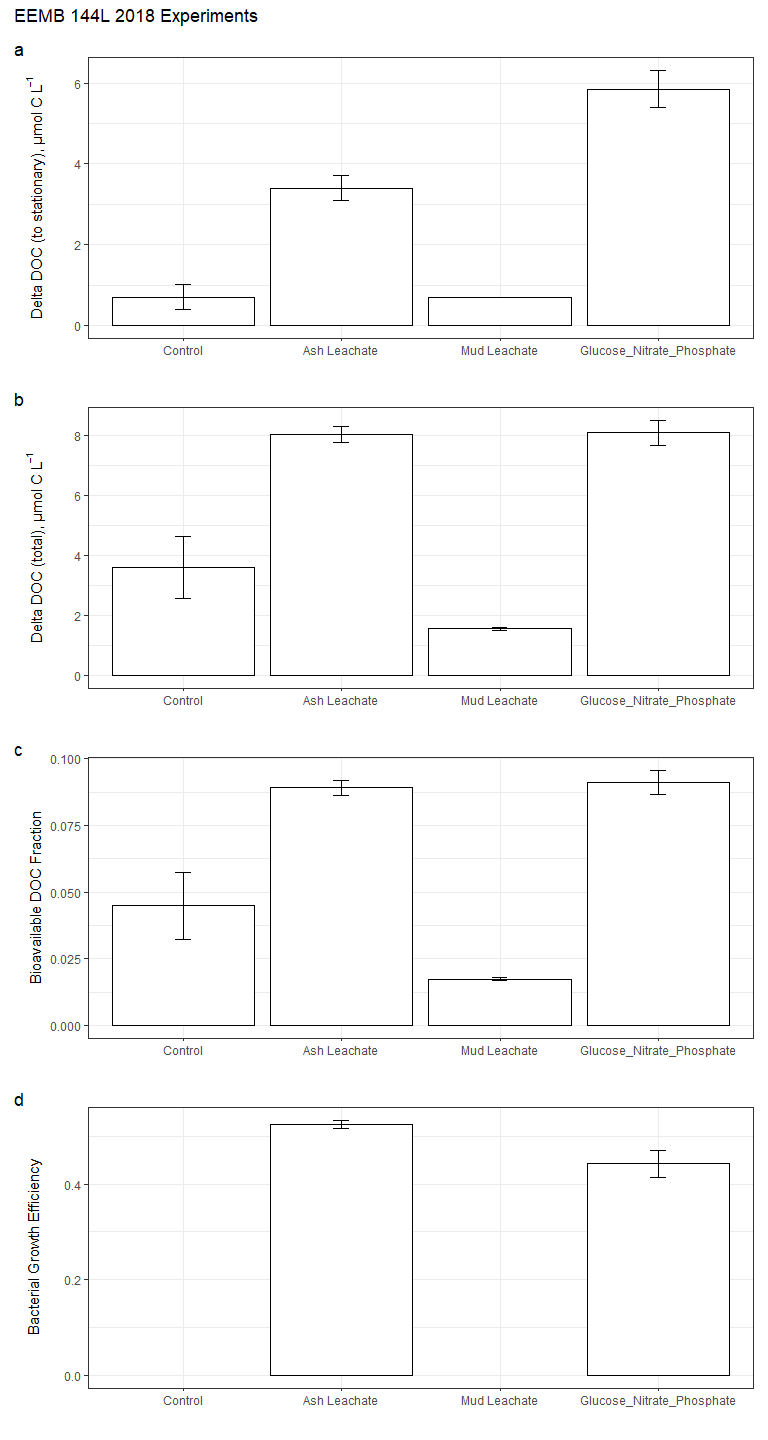 EEMB 144L 2018 Experiments
a
Delta DOC (to stationary), µmol C L⁻¹
6
4
2
0
Control Ash Leachate Mud Leachate Glucose_Nitrate_Phosphate
b
Delta DOC (total), µmol C L⁻¹
8
6
4
2
0
Control Ash Leachate Mud Leachate Glucose_Nitrate_Phosphate
c
Bioavailable DOC Fraction
0.100
0.075
0.050
0.025
0.000
Control Ash Leachate Mud Leachate Glucose_Nitrate_Phosphate
d
Bacterial Growth Efficiency
0.4
0.2
0.0
Control Ash Leachate Mud Leachate Glucose_Nitrate_Phosphate